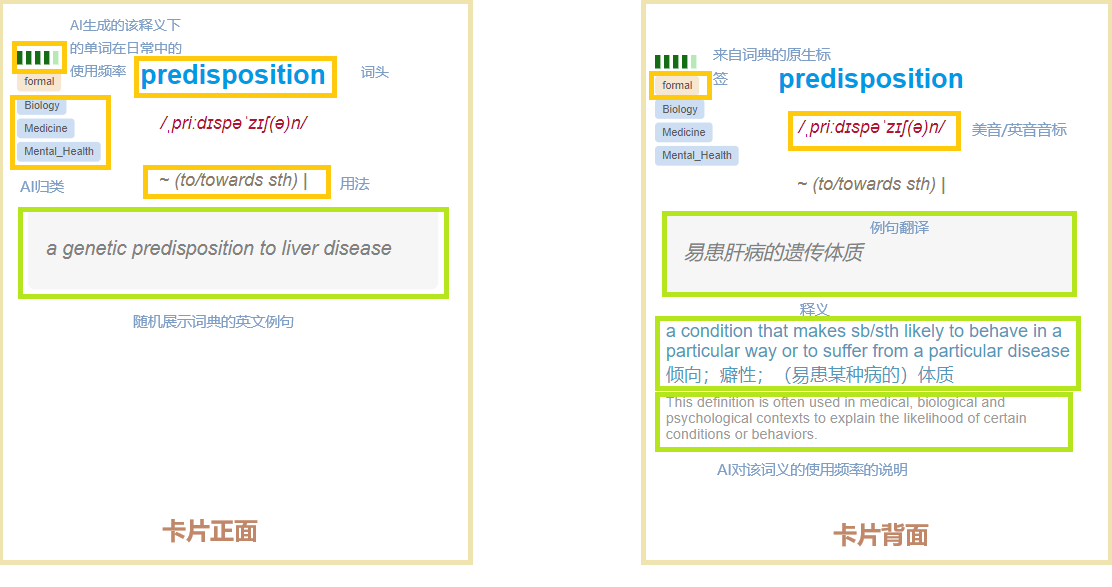 AI生成的该释义下
的单词在日常中的
使用频率
predisposition
词头
formal
Biology
Medicine
Mental_Health
/ˌpriːdɪspəˈzɪʃ(ə)n/
AI归类
~ (to/towards sth) |
用法
a genetic predisposition to liver disease
随机展示词典的英文例句
卡片正面
来自词典的原生标
签
predisposition
formal
Biology
Medicine
Mental_Health
/ˌpriːdɪspəˈzɪʃ(ə)n/
美音/英音音标
~ (to/towards sth) |
例句翻译
易患肝病的遗传体质
释义
a condition that makes sb/sth likely to behave in a
particular way or to suffer from a particular disease
倾向；癖性；（易患某种病的）体质
This definition is often used in medical, biological and
psychological contexts to explain the likelihood of certain
conditions or behaviors.
AI对该词义的使用频率的说明
卡片背面